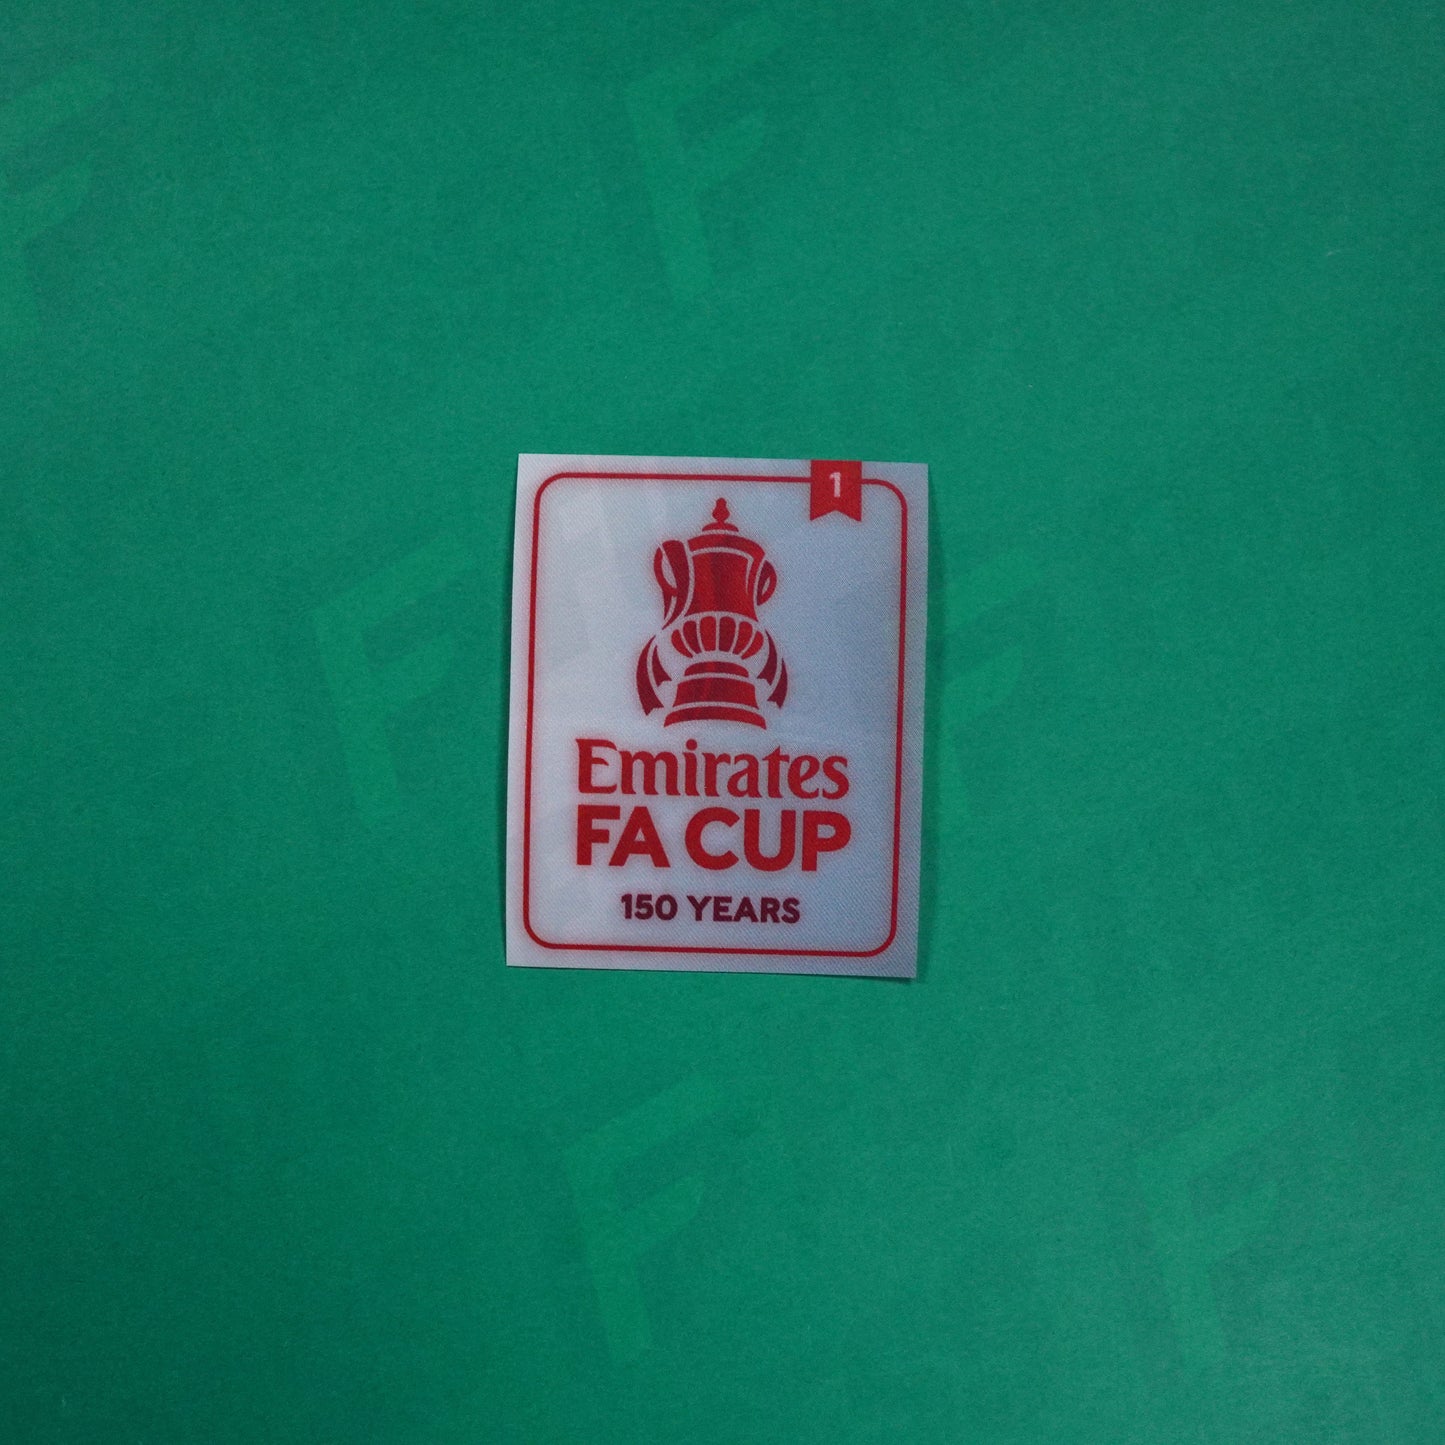 1
Emirates
FA CUP
150 YEARS